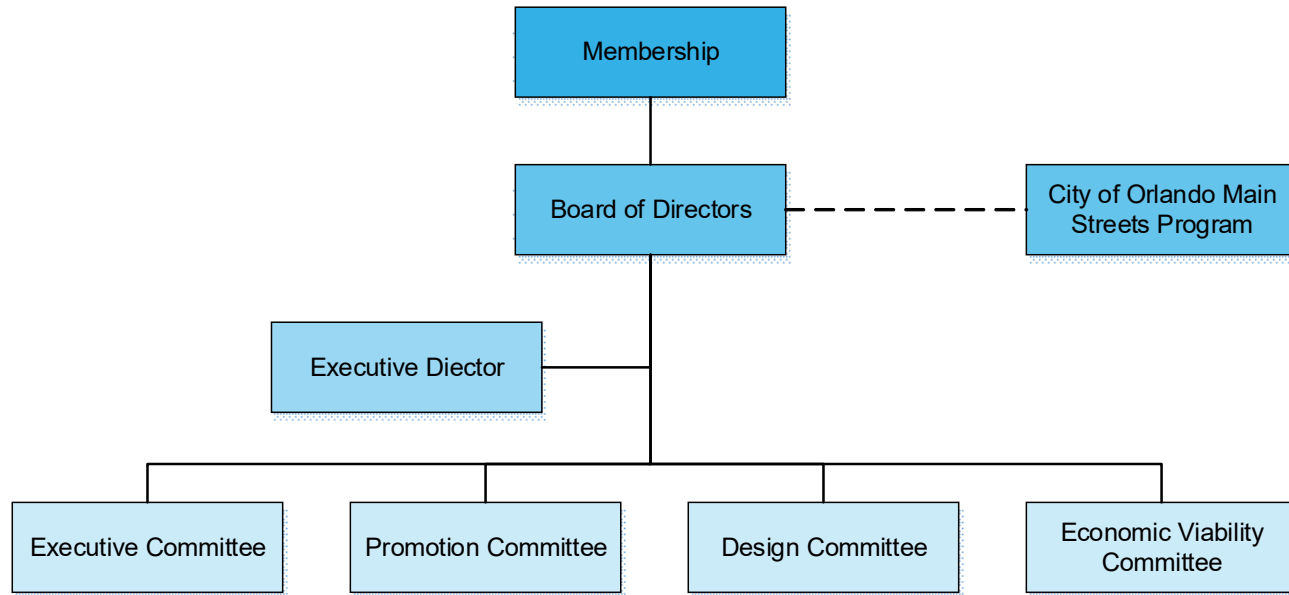 Membership
Board of Directors
City of Orlando Main
Streets Program
Executive Diector
Executive Committee
Promotion Committee
Design Committee
Economic Viability
Committee